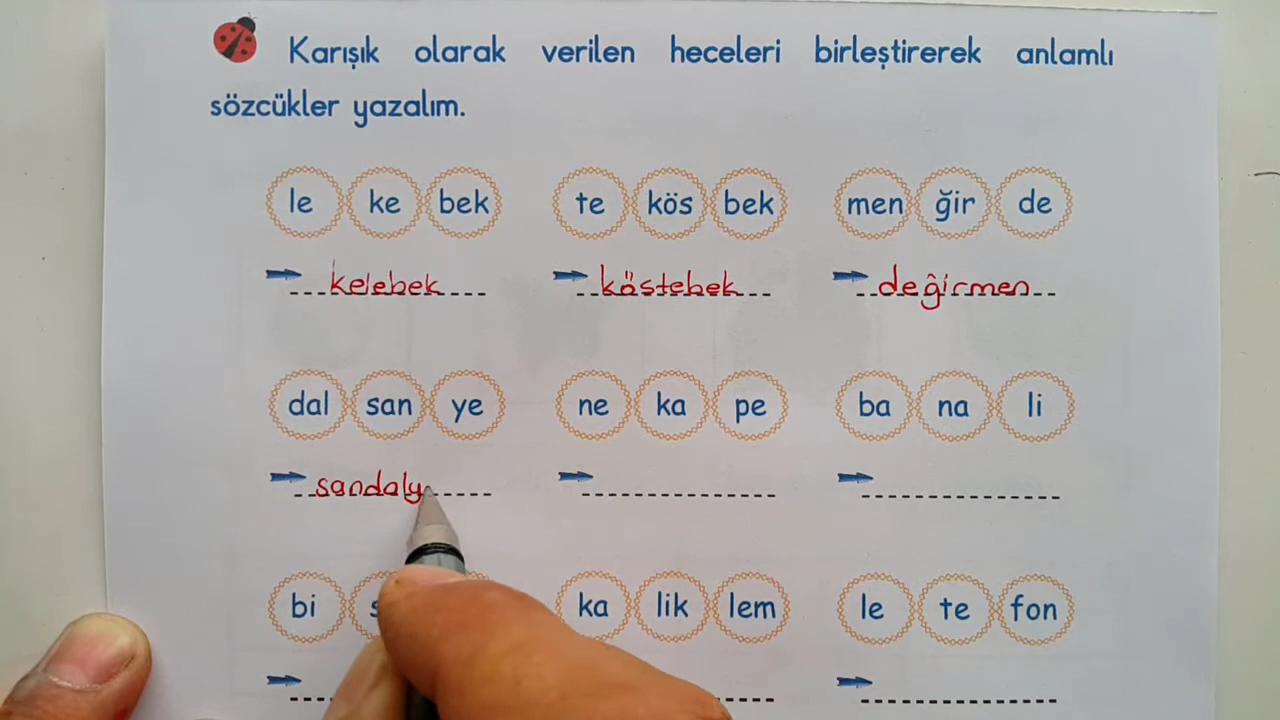 Karışık olarak verilen heceleri birleştirerek anlamlı
sözcükler yazalım.
le ke bek te kös bek men ğir de
kelebek köstebek değirmen
dal san ye ne ka pe ba na li
sandaly
bi ka lik lem le te fon